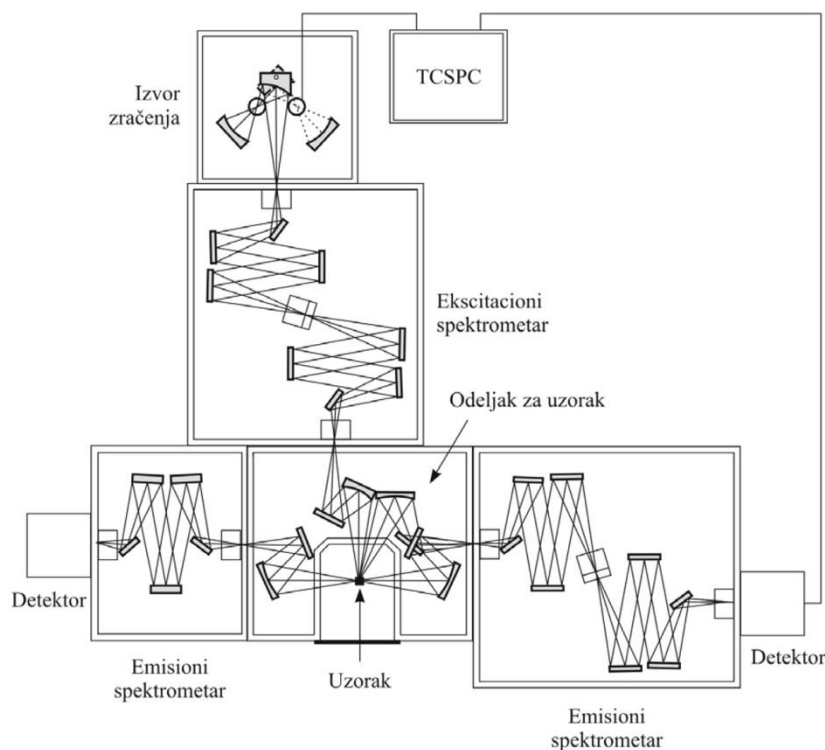 TCSPC
Izvor
zračenja
Ekscitacioni
spektrometar
Odeljak za uzorak
Detektor
Emisioni
spektrometar
Uzorak
Detektor
Emisioni
spektrometar